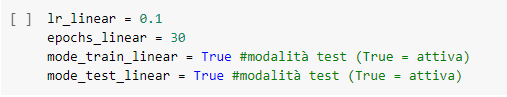 [ ] lr_linear = 0.1
epochs_linear = 30
mode_train_linear = True #modalità test (True = attiva)
mode_test_linear = True #modalità test (True = attiva)